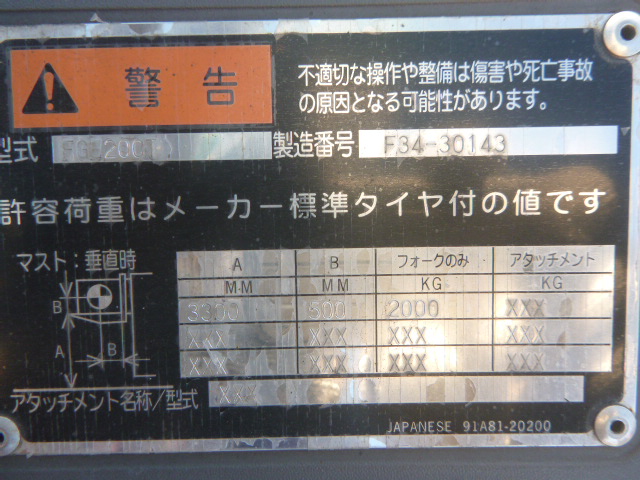 警告
不適切な操作や整備は傷害や死亡事故
の原因となる可能性があります。
型式 製造番号 F34-30143
許容荷重はメーカー標準タイヤ付の値です
マスト:垂直時
A B フォークのみ アタッチメント
MM MM KG KG
3300 500 2000 XXX
XXX XXX XXX XXX
XXX XXX XXX XXX
B
A
B
アタッチメント名称/型式 XXX
JAPANESE 91A81-20200